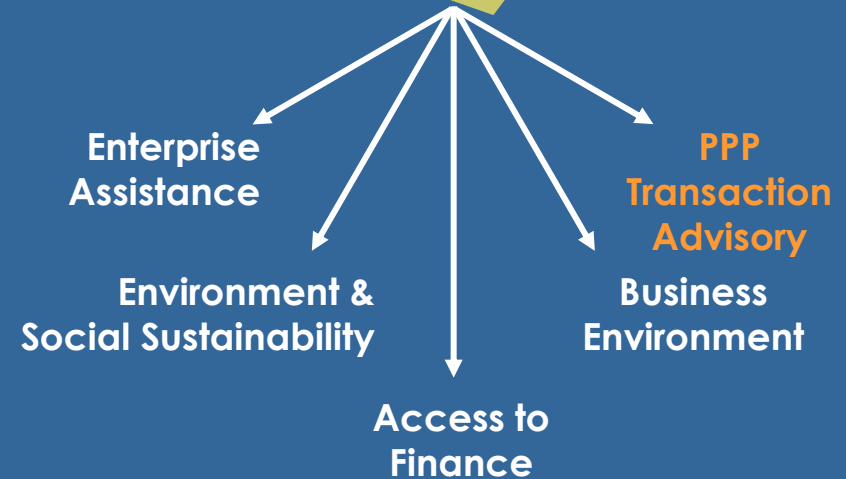 Enterprise
Assistance
PPP
Transaction
Advisory
Environment &
Social Sustainability
Business
Environment
Access to
Finance